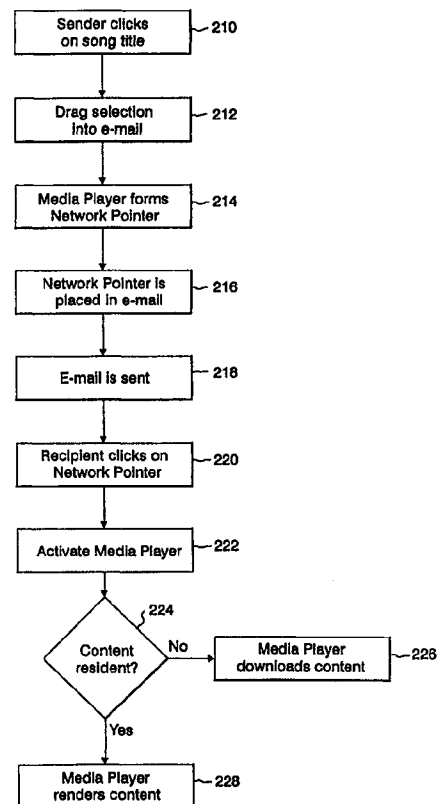 Sender clicks
on song title
210
Drag selection
into e-mail
212
Media Player forms
Network Pointer
214
Network Pointer is
placed in e-mail
216
E-mail is sent
218
Recipient clicks on
Network Pointer
220
Activate Media Player
222
224
Content
resident?
No
Media Player
downloads content
226
Yes
Media Player
renders content
228